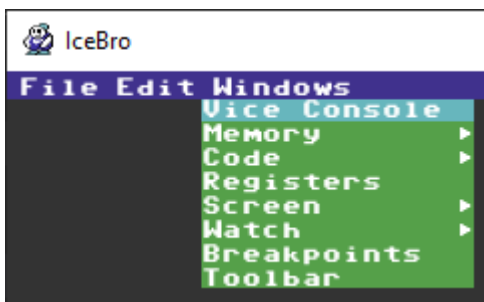 IceBro
File Edit Windows
Vice Console
Memory
Code
Registers
Screen
Watch
Breakpoints
Toolbar